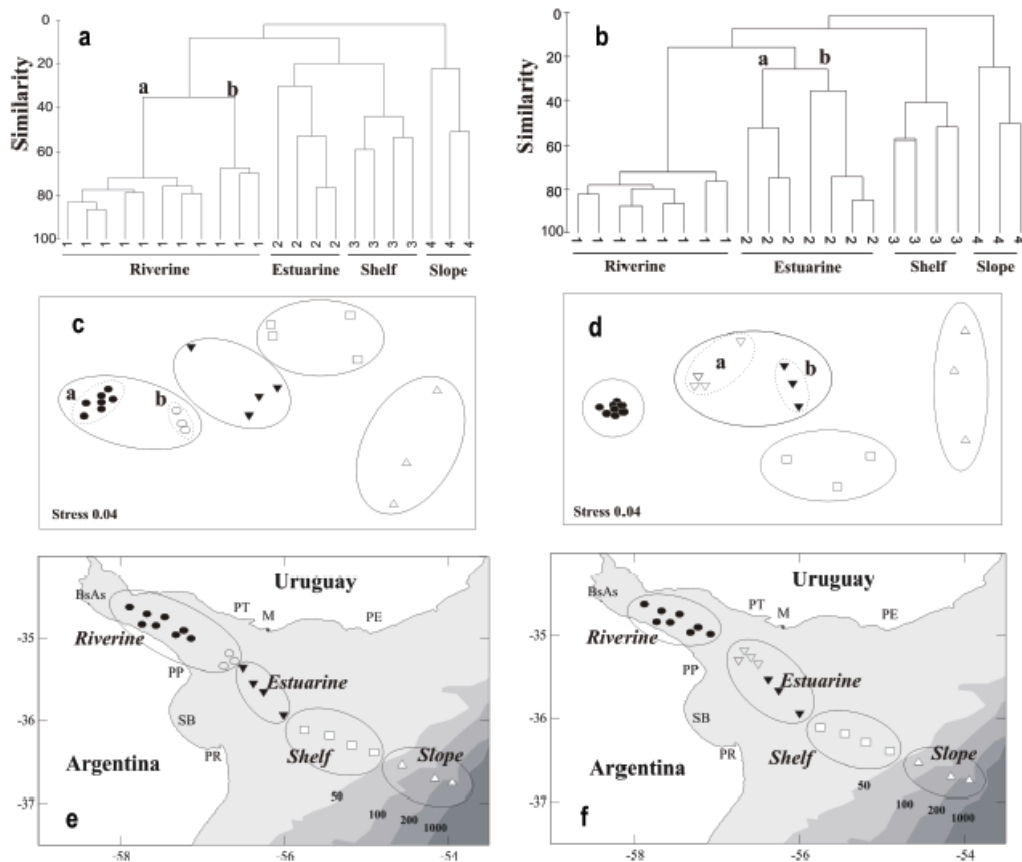 a
Similarity
0
20
40
60
80
100
a
b
1 1 1 1 1 1 1 1 1 1 1 2 2 2 2 3 3 3 3 4 4 4
Riverine Estuarine Shelf Slope
b
Similarity
0
20
40
60
80
100
a
b
1 1 1 1 1 1 1 1 2 2 2 2 2 2 2 3 3 3 3 4 4 4
Riverine Estuarine Shelf Slope
c
a
b
Stress 0.04
d
a
b
Stress 0.04
Uruguay
BsAs
PT
M
PE
-35
Riverine
PP
Estuarine
-36
SB
PR
Shelf
Slope
Argentina
50
100
200
1000
-37
e
-58
-56
-54
Uruguay
BsAs
PT
M
PE
-35
Riverine
PP
Estuarine
-36
SB
PR
Shelf
Slope
Argentina
50
100
200
1000
-37
f
-58
-56
-54